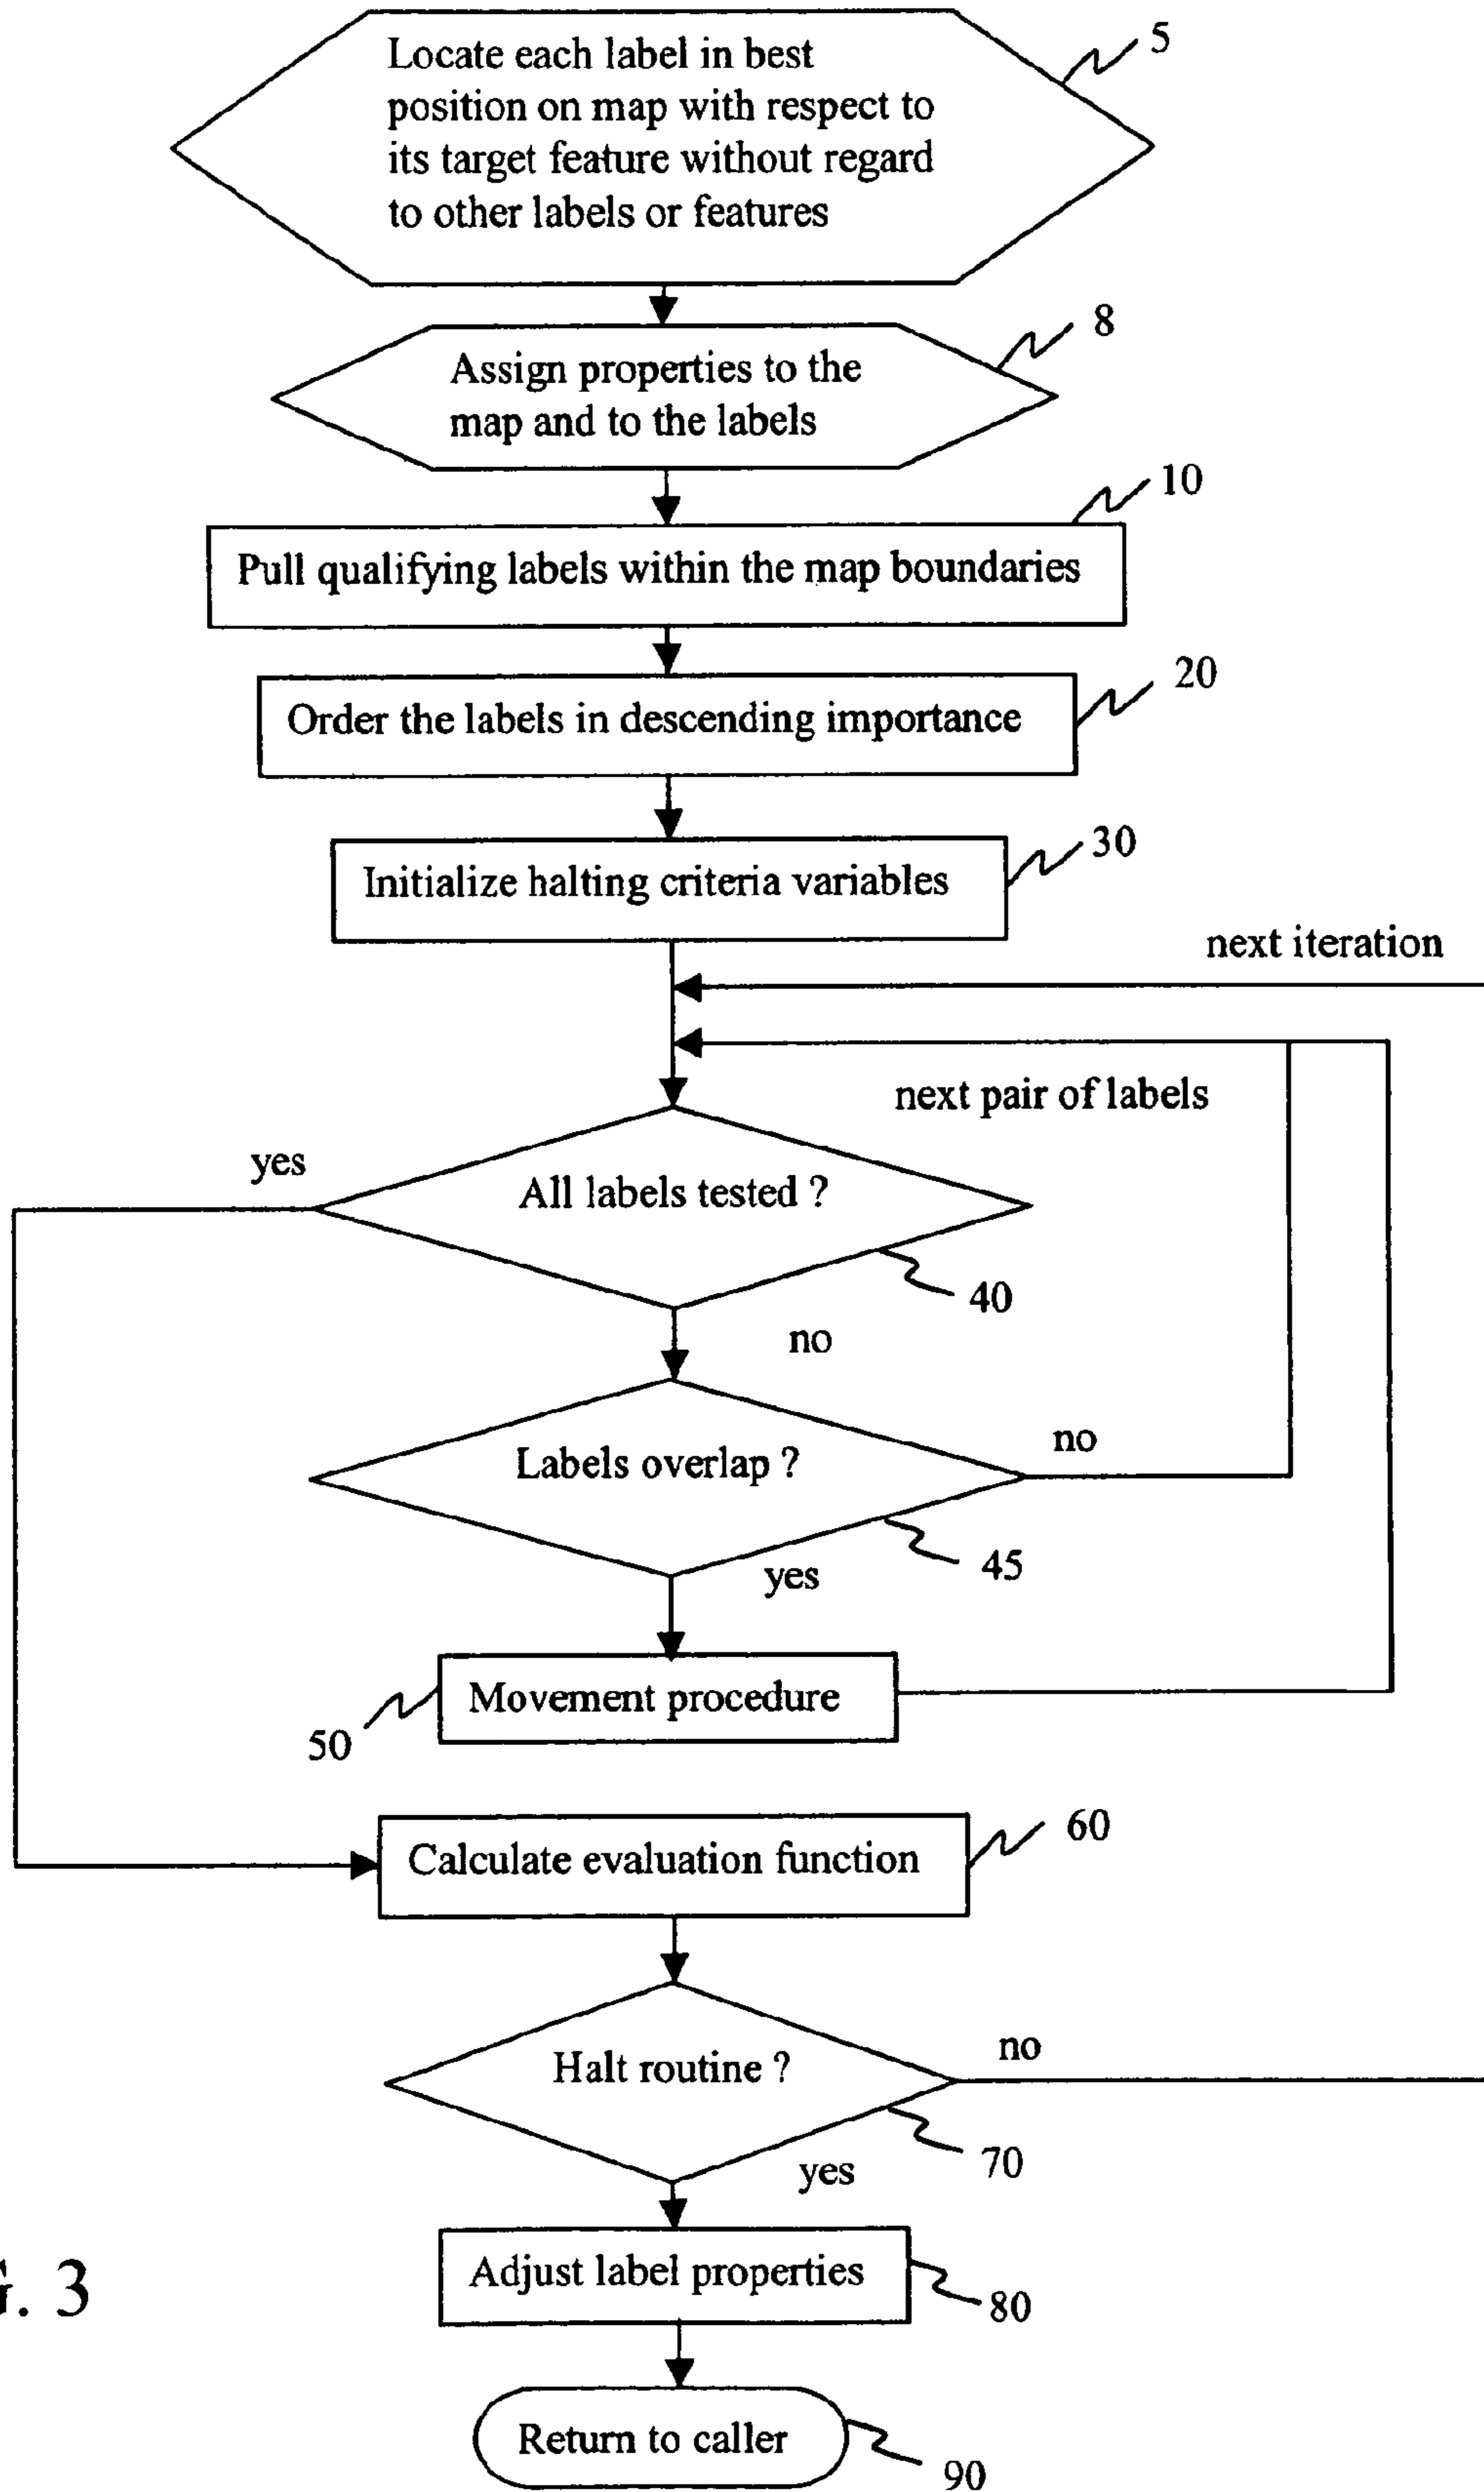 Locate each label in best
position on map with respect to
its target feature without regard
to other labels or features
5
Assign properties to the
map and to the labels
8
10
Pull qualifying labels within the map boundaries
20
Order the labels in descending importance
30
Initialize halting criteria variables
next iteration
next pair of labels
yes
All labels tested ?
40
no
Labels overlap ?
no
45
yes
Movement procedure
50
60
Calculate evaluation function
Halt routine ?
no
70
yes
Adjust label properties
80
G. 3
Return to caller
90